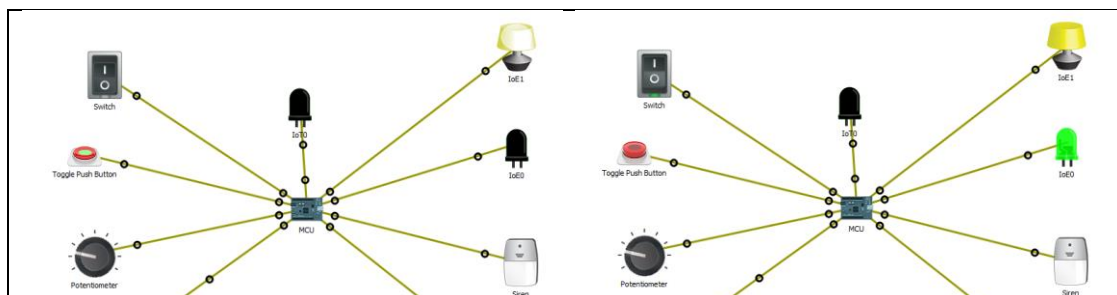 IoE1
Switch
IoT0
Toggle Push Button
IoE0
MCU
Potentiometer
Siren
IoE1
Switch
IoT0
Toggle Push Button
IoE0
MCU
Potentiometer
Siren